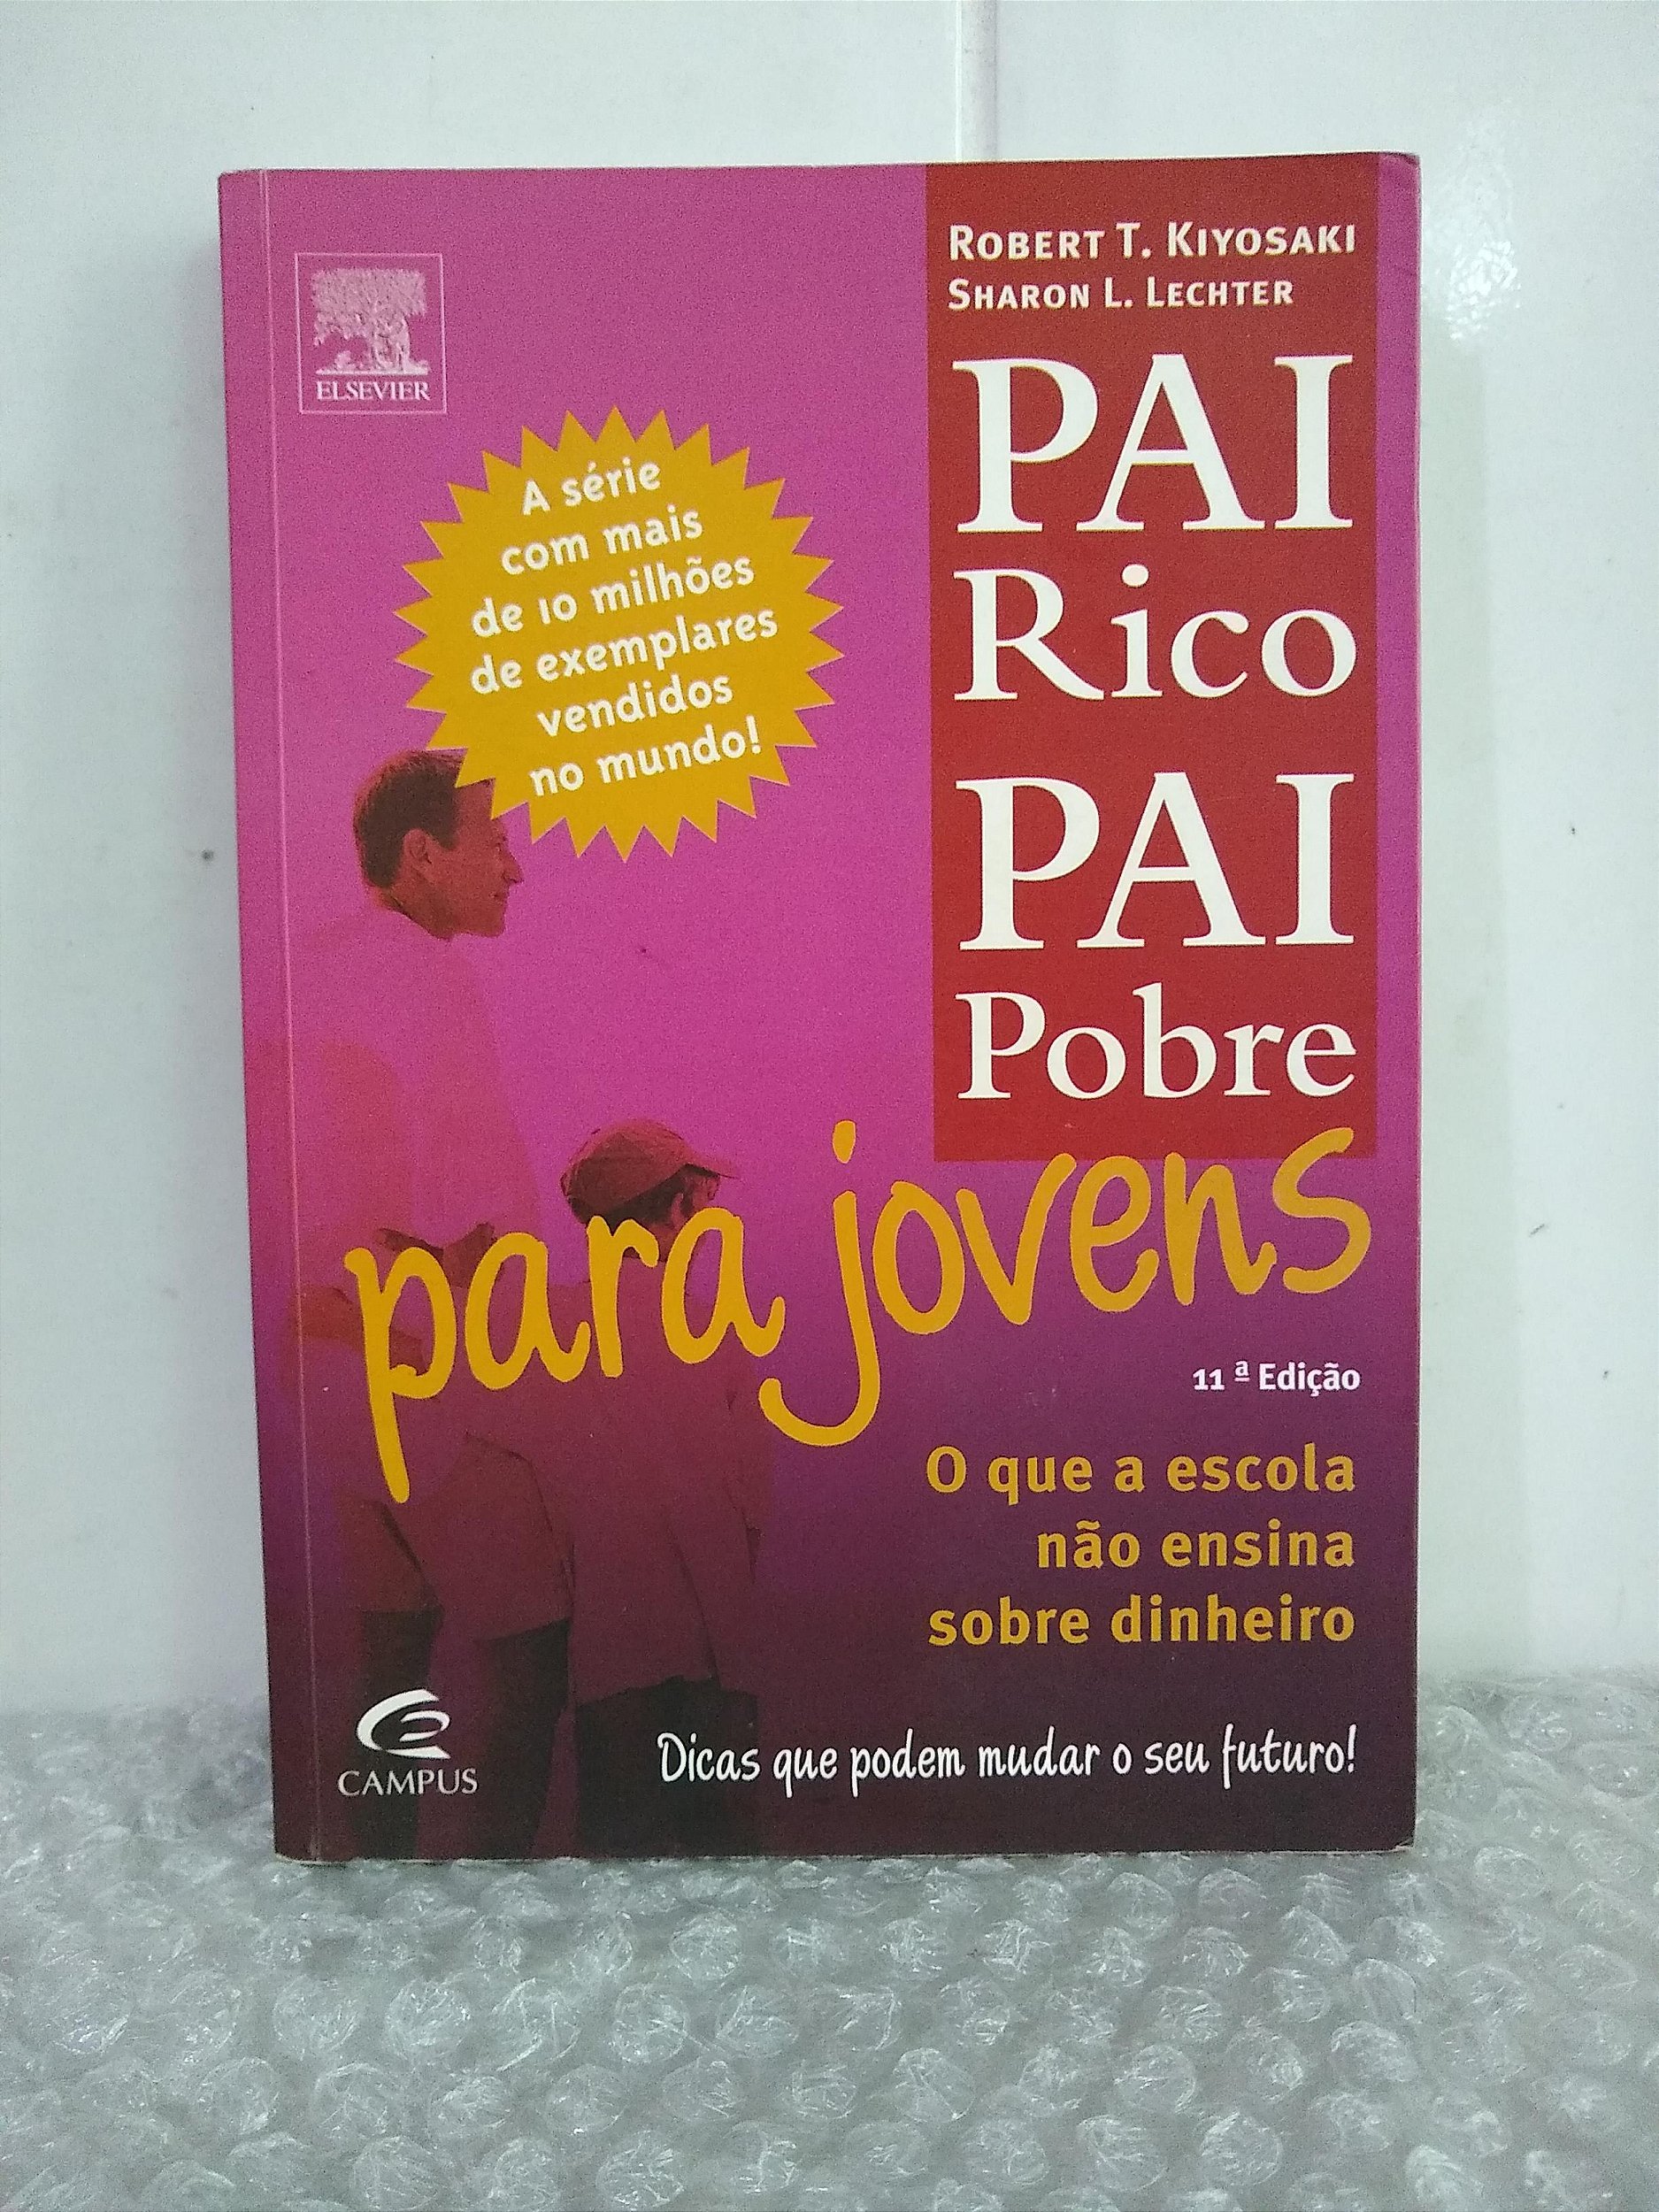 ROBERT T. KIYOSAKI
SHARON L. LECHTER
PAI
Rico
PAI
Pobre
para jovens
11ª Edição
O que a escola
não ensina
sobre dinheiro
Dicas que podem mudar o seu futuro!
ELSEVIER
A série
com mais
de 10 milhões
de exemplares
vendidos
no mundo!
CAMPUS